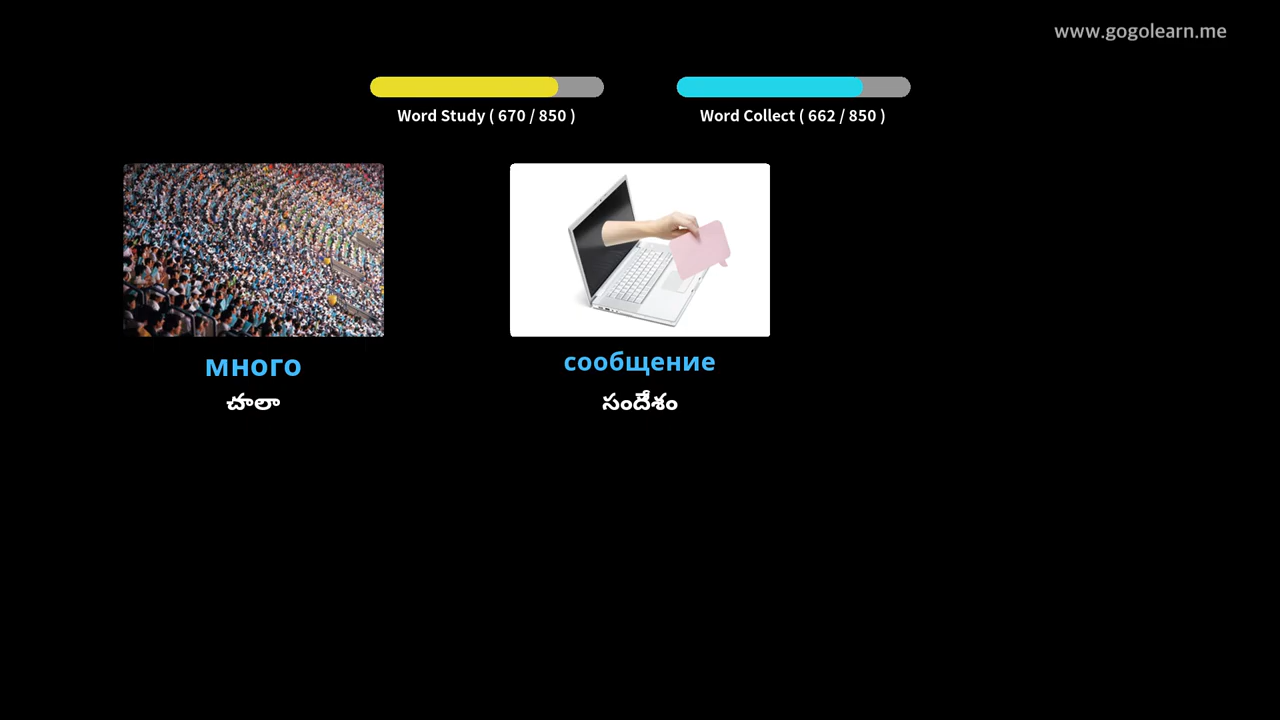 www.gogolearn.me
Word Study ( 670 / 850 )
Word Collect ( 662 / 850 )
много
చాలా
сообщение
సందేశం